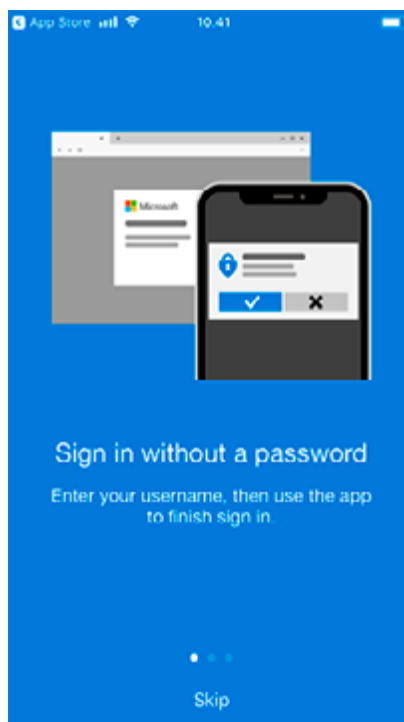 App Store
10.41
Microsoft
Sign in without a password
Enter your username, then use the app
to finish sign in.
Skip